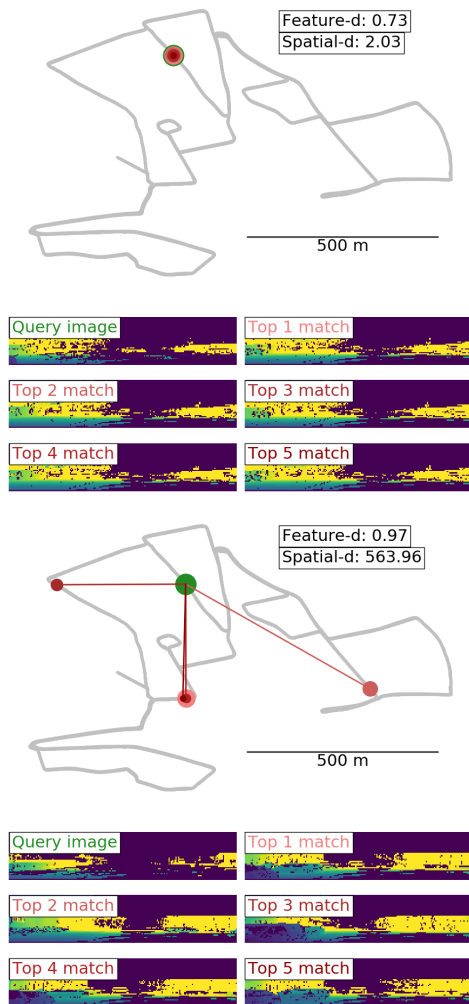 Feature-d: 0.73
Spatial-d: 2.03
500 m
Query image
Top 1 match
Top 2 match
Top 3 match
Top 4 match
Top 5 match
Feature-d: 0.97
Spatial-d: 563.96
500 m
Query image
Top 1 match
Top 2 match
Top 3 match
Top 4 match
Top 5 match